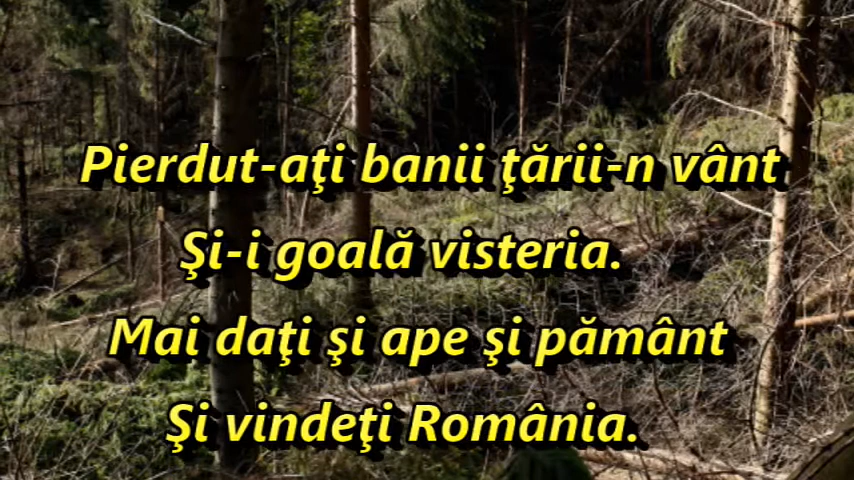 Pierdut-aţi banii ţării-n vânt
Şi-i goală visteria.
Mai daţi şi ape şi pământ
Şi vindeţi România.